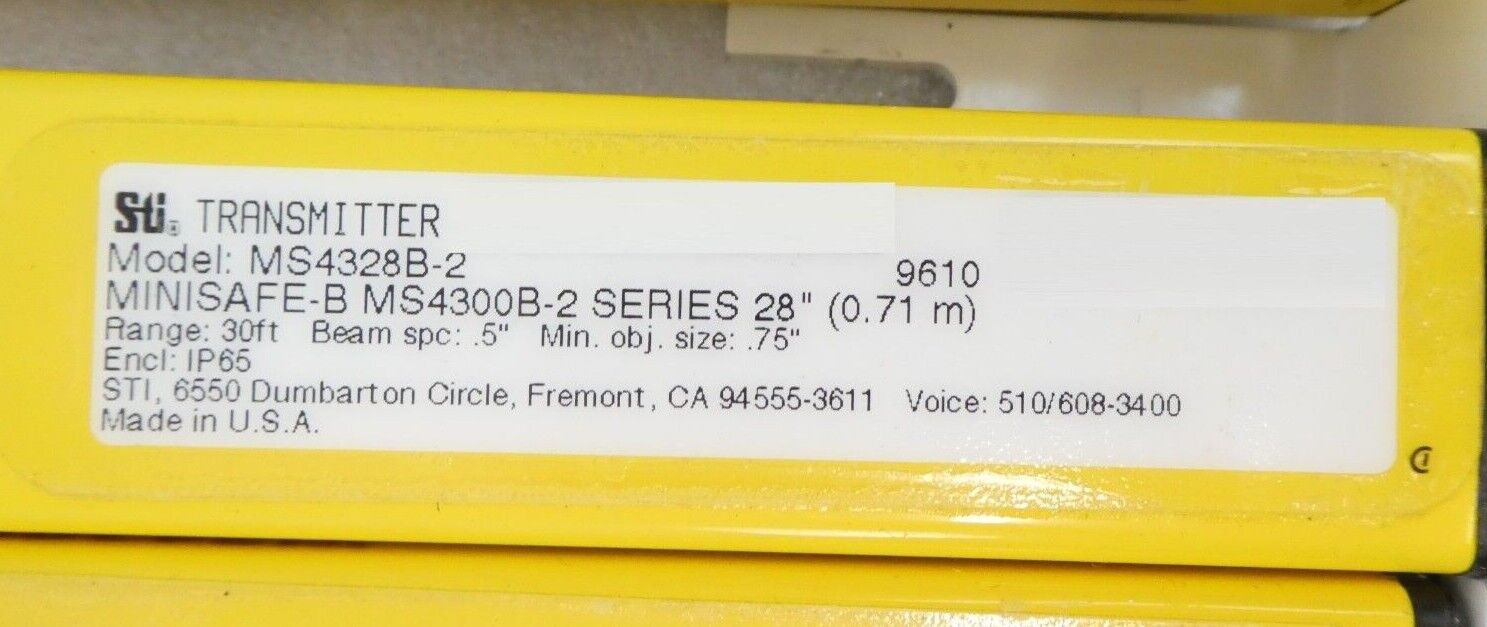 Sti® TRANSMITTER
Model: MS4328B-2 9610
MINISAFE-B MS4300B-2 SERIES 28" (0.71 m)
Range: 30ft Beam spc: .5" Min. obj. size: .75"
Encl: IP65
STI, 6550 Dumbarton Circle, Fremont, CA 94555-3611 Voice: 510/608-3400
Made in U.S.A.